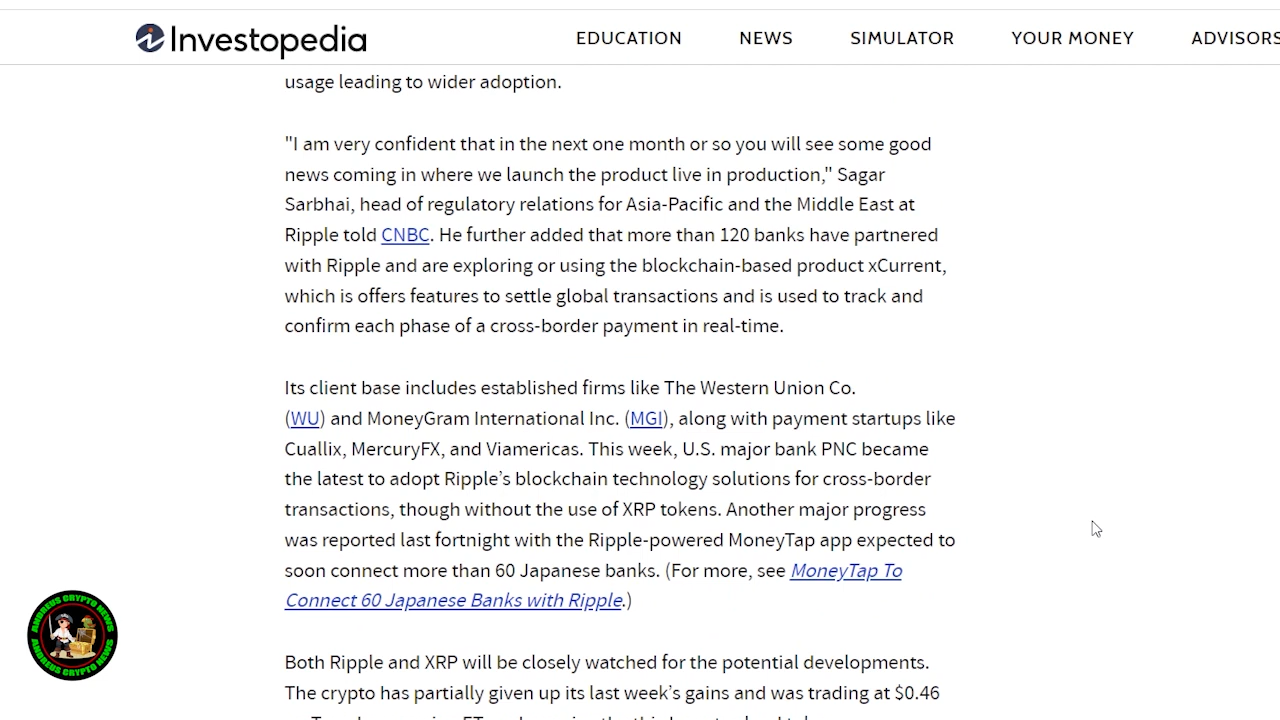 Investopedia
EDUCATION NEWS SIMULATOR YOUR MONEY ADVISORS
usage leading to wider adoption.
"I am very confident that in the next one month or so you will see some good
news coming in where we launch the product live in production," Sagar
Sarbhai, head of regulatory relations for Asia-Pacific and the Middle East at
Ripple told CNBC. He further added that more than 120 banks have partnered
with Ripple and are exploring or using the blockchain-based product xCurrent,
which is offers features to settle global transactions and is used to track and
confirm each phase of a cross-border payment in real-time.
Its client base includes established firms like The Western Union Co.
(WU) and MoneyGram International Inc. (MGI), along with payment startups like
Cuallix, MercuryFX, and Viamericas. This week, U.S. major bank PNC became
the latest to adopt Ripple’s blockchain technology solutions for cross-border
transactions, though without the use of XRP tokens. Another major progress
was reported last fortnight with the Ripple-powered MoneyTap app expected to
soon connect more than 60 Japanese banks. (For more, see MoneyTap To
Connect 60 Japanese Banks with Ripple.)
ANDREUS CRYPTO NEWS
ANDREUS CRYPTO NEWS
Both Ripple and XRP will be closely watched for the potential developments.
The crypto has partially given up its last week’s gains and was trading at $0.46